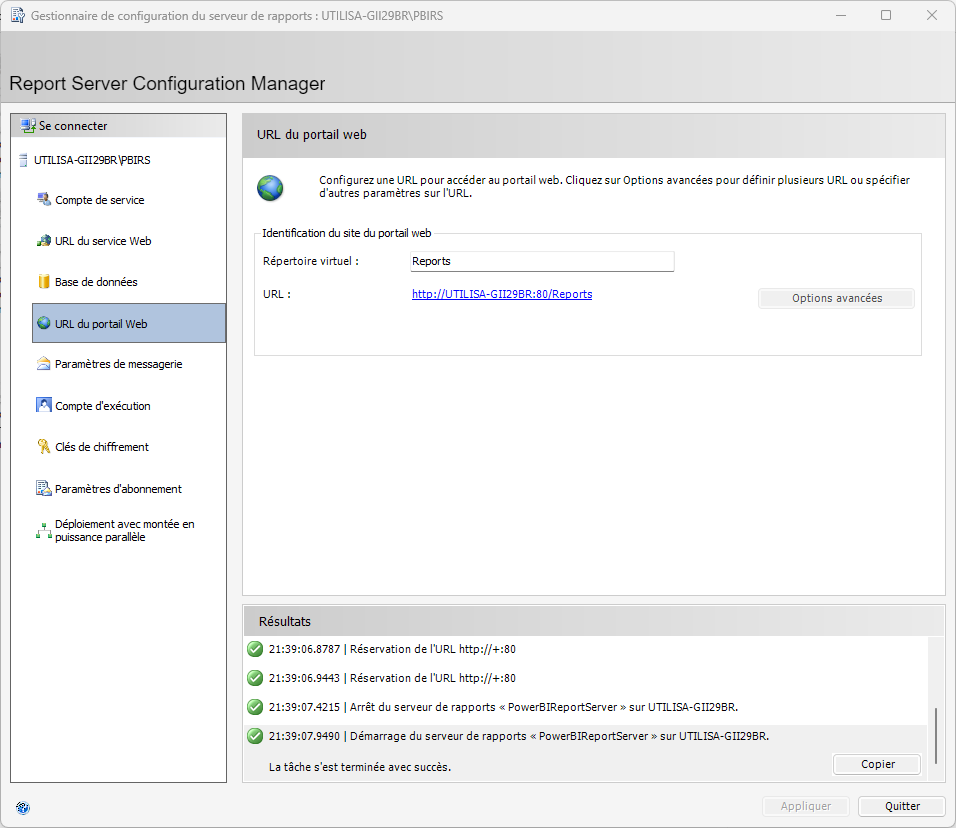 Gestionnaire de configuration du serveur de rapports : UTILISA-GII29BR\PBIRS
Report Server Configuration Manager
Se connecter
UTILISA-GII29BR\PBIRS
Compte de service
URL du service Web
Base de données
URL du portail Web
Paramètres de messagerie
Compte d'exécution
Clés de chiffrement
Paramètres d'abonnement
Déploiement avec montée en
puissance parallèle
URL du portail web
Configurez une URL pour accéder au portail web. Cliquez sur Options avancées pour définir plusieurs URL ou spécifier
d'autres paramètres sur l'URL.
Identification du site du portail web
Répertoire virtuel : Reports
URL : http://UTILISA-GII29BR:80/Reports
Options avancées
Résultats
21:39:06.8787 | Réservation de l'URL http://+:80
21:39:06.9443 | Réservation de l'URL http://+:80
21:39:07.4215 | Arrêt du serveur de rapports « PowerBIReportServer » sur UTILISA-GII29BR.
21:39:07.9490 | Démarrage du serveur de rapports « PowerBIReportServer » sur UTILISA-GII29BR.
La tâche s'est terminée avec succès.
Copier
Appliquer
Quitter